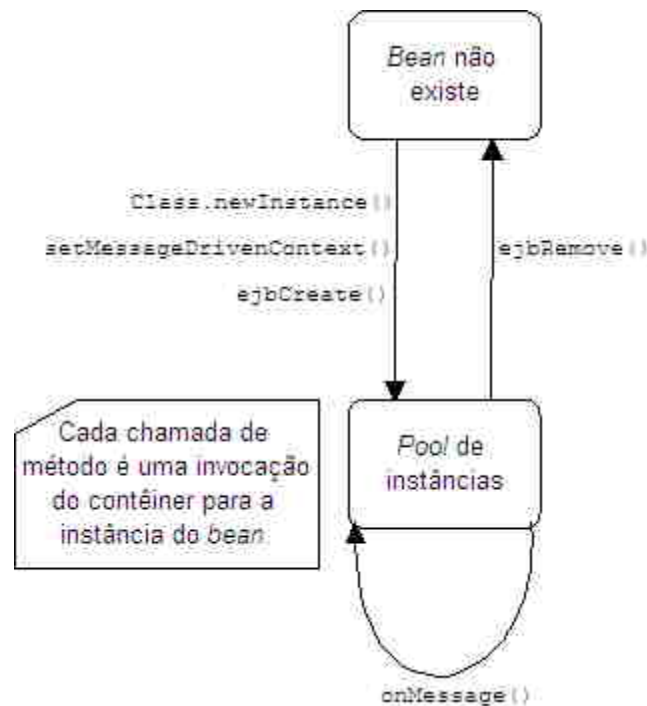 Bean não
existe
Class.newInstance()
setMessageDrivenContext()
ejbCreate()
ejbRemove()
Cada chamada de
método é uma invocação
do contêiner para a
instância do bean
Pool de
instâncias
onMessage()